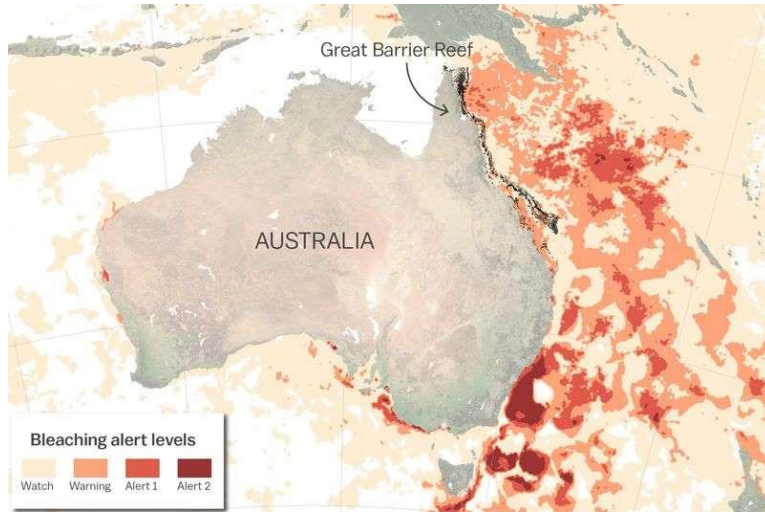 Great Barrier Reef
AUSTRALIA
Bleaching alert levels
Watch Warning Alert 1 Alert 2